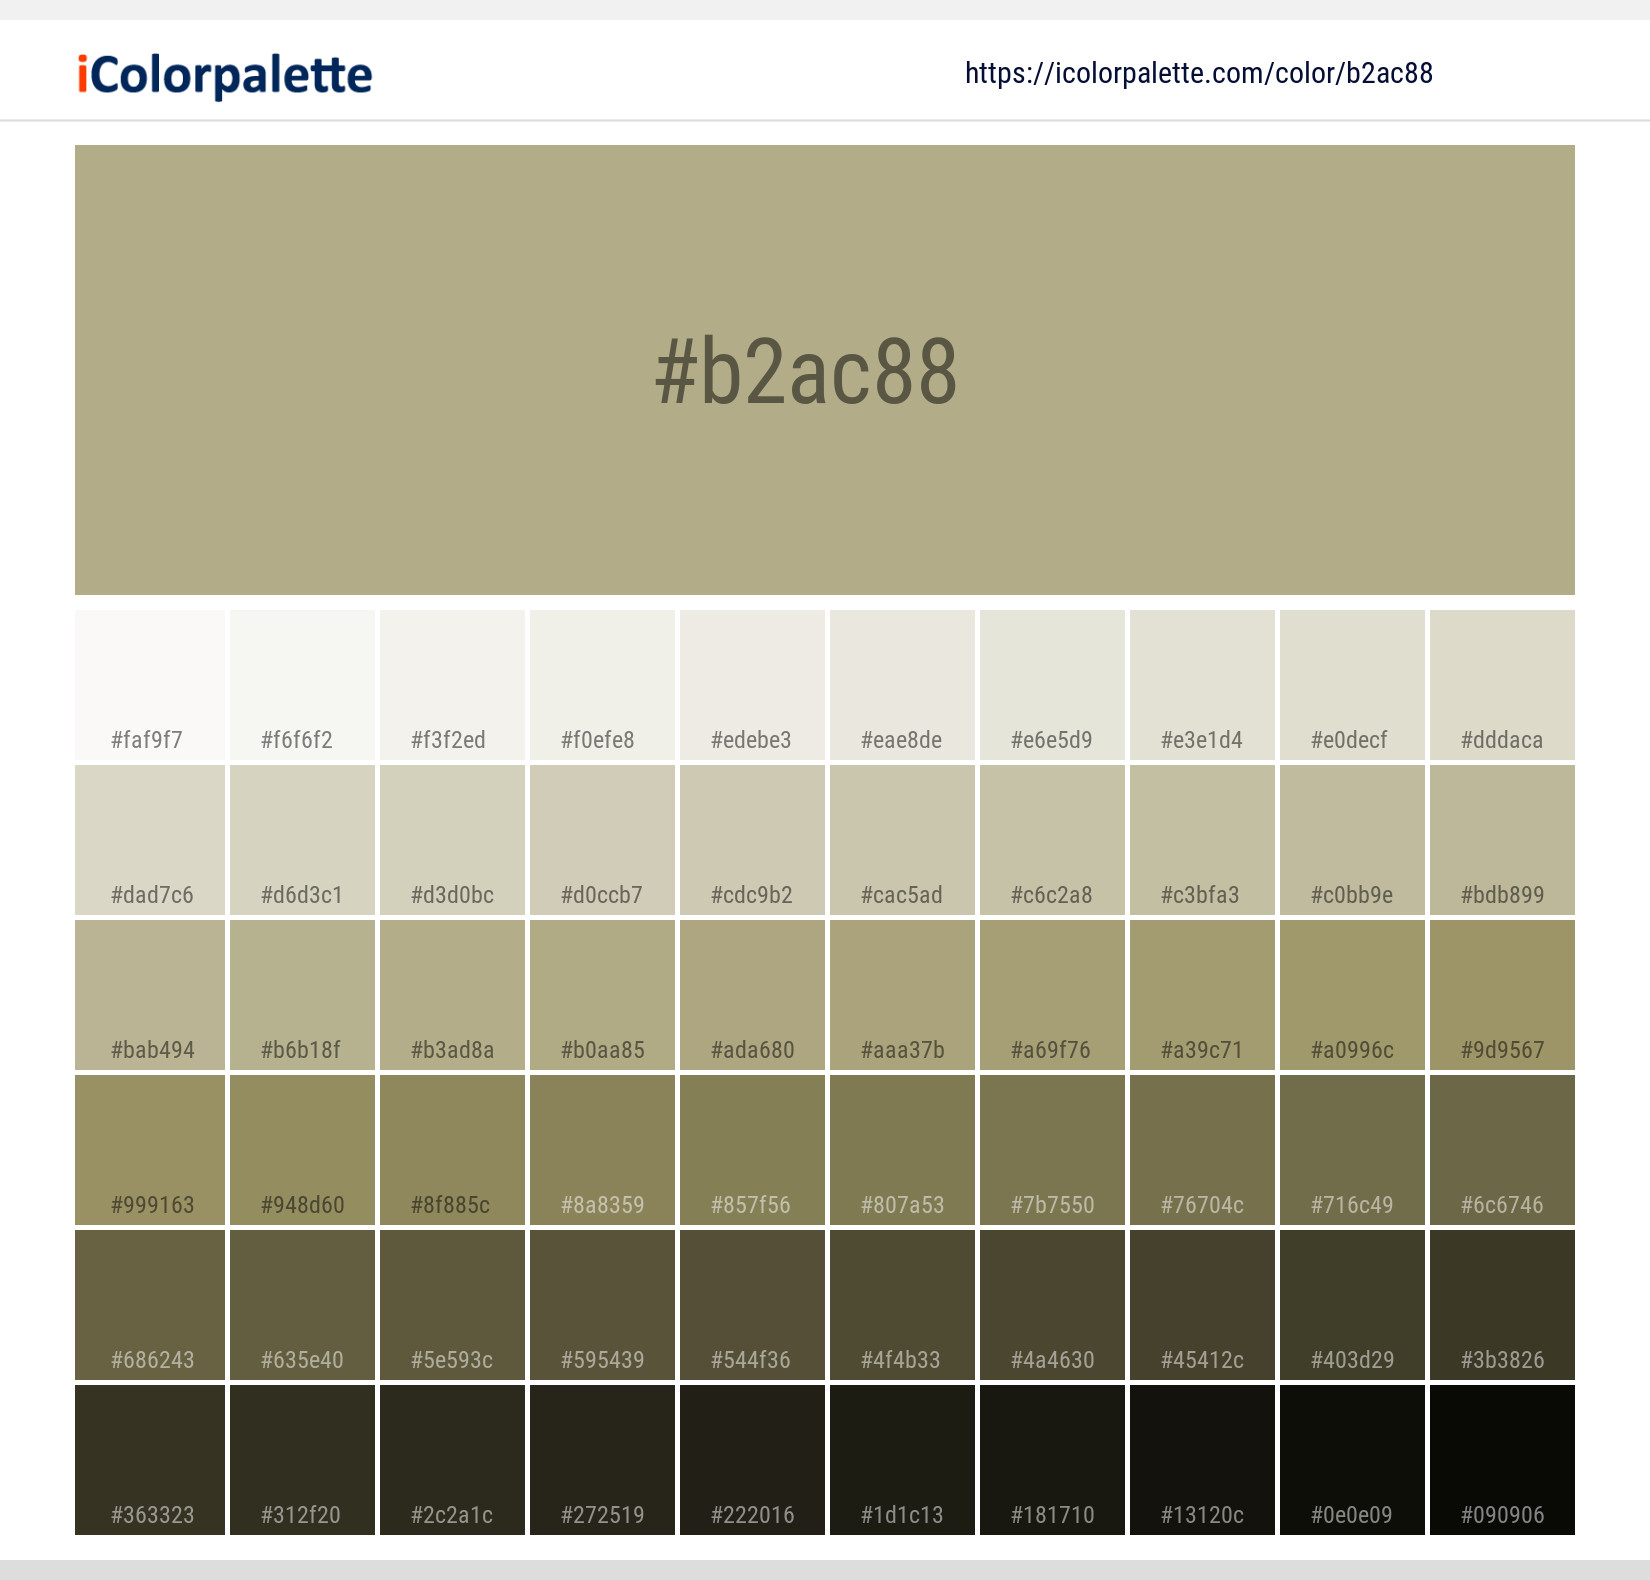 iColorpalette
https://icolorpalette.com/color/b2ac88
#b2ac88
#faf9f7 #f6f6f2 #f3f2ed #f0efe8 #edebe3 #eae8de #e6e5d9 #e3e1d4 #e0decf #dddaca
#dad7c6 #d6d3c1 #d3d0bc #d0ccb7 #cdc9b2 #cac5ad #c6c2a8 #c3bfa3 #c0bb9e #bdb899
#bab494 #b6b18f #b3ad8a #b0aa85 #ada680 #aaa37b #a69f76 #a39c71 #a0996c #9d9567
#999163 #948d60 #8f885c #8a8359 #857f56 #807a53 #7b7550 #76704c #716c49 #6c6746
#686243 #635e40 #5e593c #595439 #544f36 #4f4b33 #4a4630 #45412c #403d29 #3b3826
#363323 #312f20 #2c2a1c #272519 #222016 #1d1c13 #181710 #13120c #0e0e09 #090906